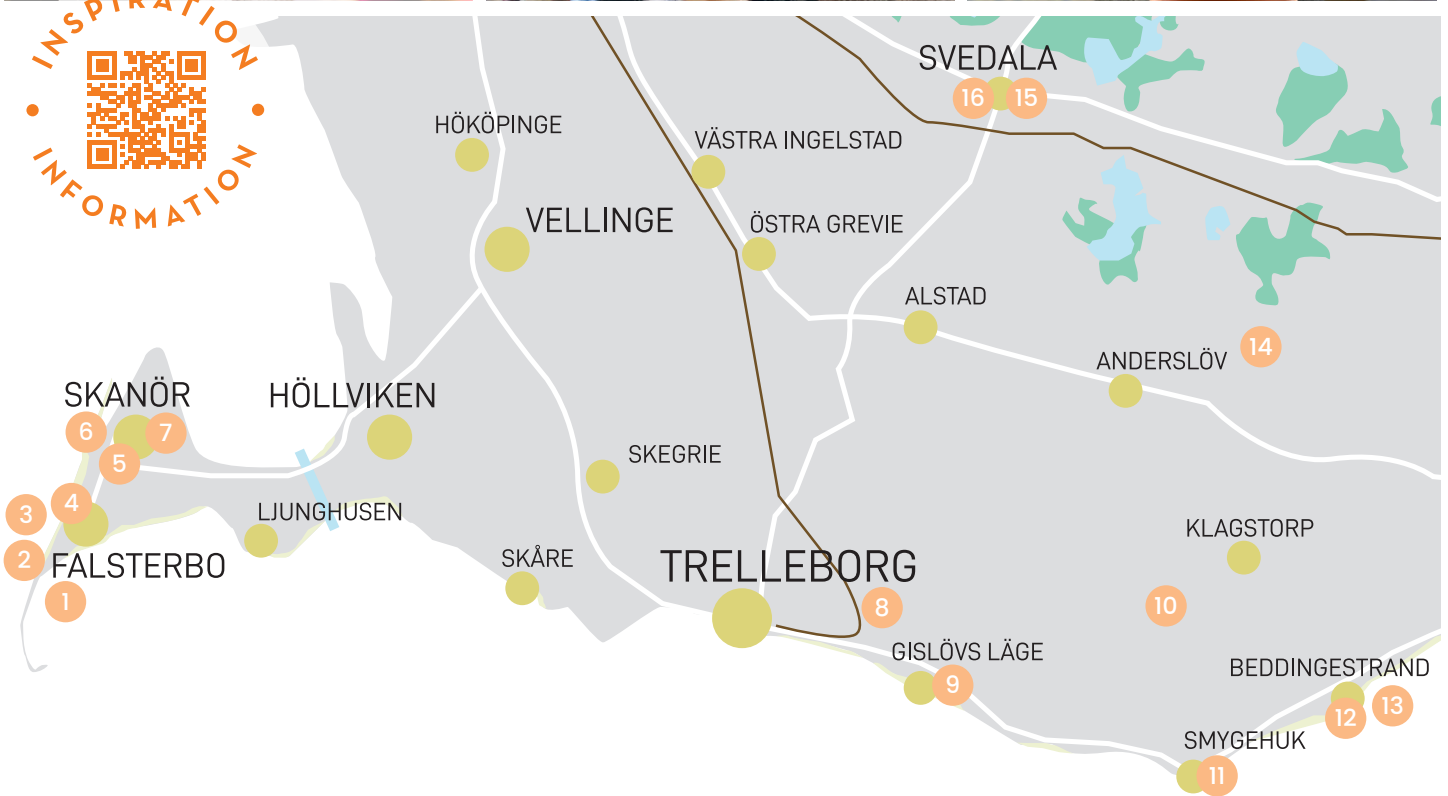 INSPIRATION
INFORMATION
SVEDALA
16
15
HÖKÖPINGE
VÄSTRA INGELSTAD
VELLINGE
ÖSTRA GREVIE
ALSTAD
14
ANDERSLÖV
SKANÖR
HÖLLVIKEN
6
7
5
SKEGRIE
3
4
LJUNGHUSEN
KLAGSTORP
2
FALSTERBO
SKÅRE
TRELLEBORG
1
8
10
GISLÖVS LÄGE
9
BEDDINGESTRAND
12
13
SMYGEHUK
11